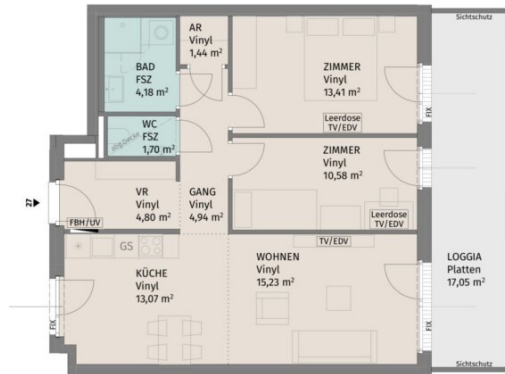 Sichtschutz
AR
Vinyl
1,44 m²
BAD
FSZ
4,18 m²
ZIMMER
Vinyl
13,41 m²
FIX
Leerdose
TV/EDV
WC
FSZ
1,70 m²
abg.Decke
ZIMMER
Vinyl
10,58 m²
27
VR
Vinyl
4,80 m²
GANG
Vinyl
4,94 m²
Leerdose
TV/EDV
FBH/UV
GS
TV/EDV
KÜCHE
Vinyl
13,07 m²
WOHNEN
Vinyl
15,23 m²
LOGGIA
Platten
17,05 m²
FIX
FIX
Sichtschutz